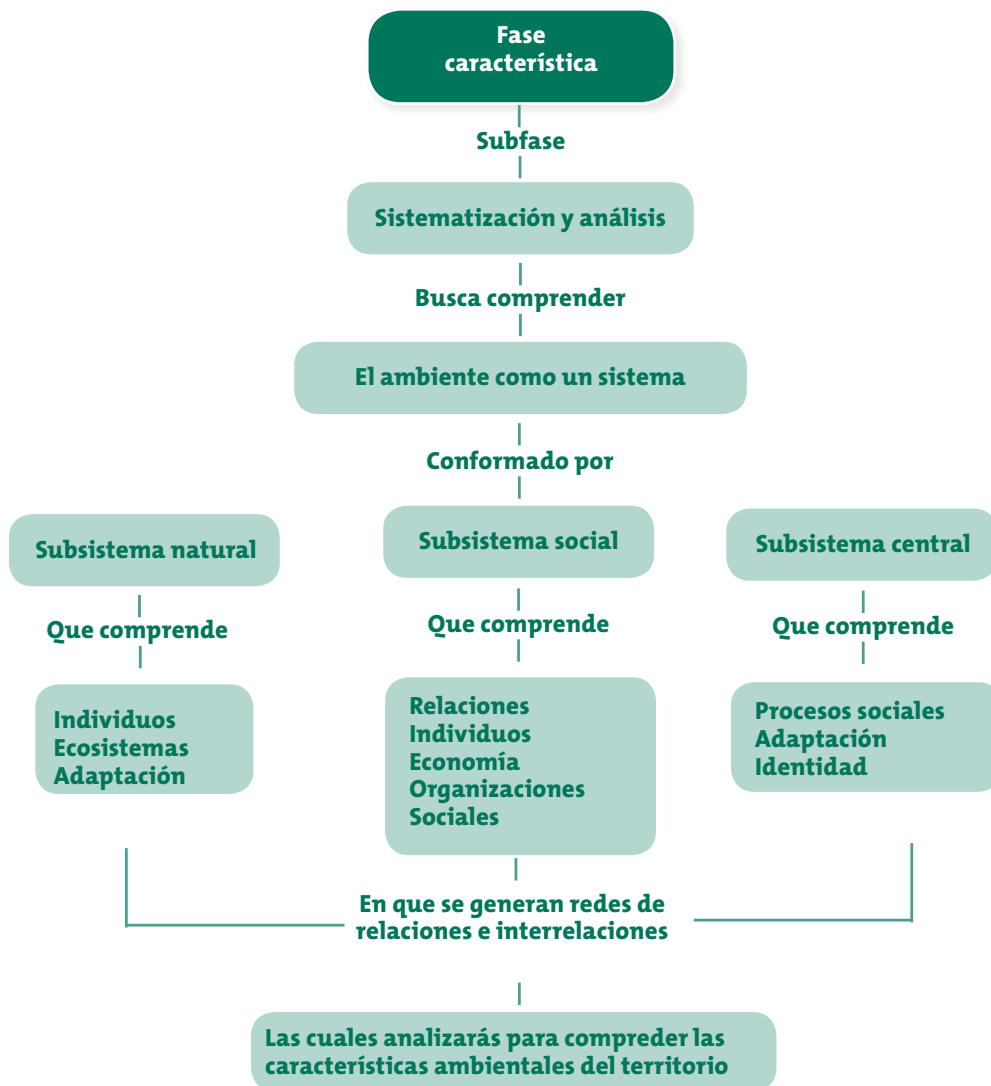 Fase
característica
Subfase
Sistematización y análisis
Busca comprender
El ambiente como un sistema
Conformado por
Subsistema natural
Subsistema social
Subsistema central
Que comprende
Que comprende
Que comprende
Individuos
Ecosistemas
Adaptación
Relaciones
Individuos
Economía
Organizaciones
Sociales
Procesos sociales
Adaptación
Identidad
En que se generan redes de
relaciones e interrelaciones
Las cuales analizarás para compreder las
características ambientales del territorio